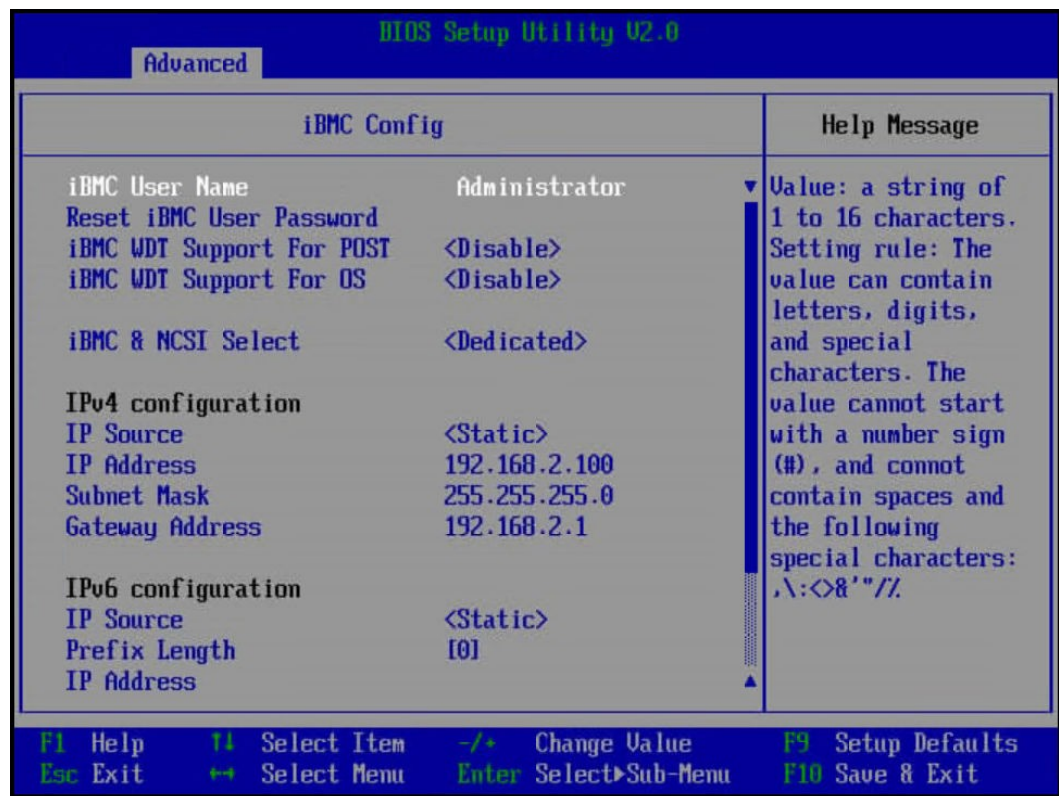 BIOS Setup Utility V2.0
Advanced
iBMC Config
iBMC User Name Administrator
Reset iBMC User Password
iBMC WDT Support For POST <Disable>
iBMC WDT Support For OS <Disable>
iBMC & NCSI Select <Dedicated>
IPv4 configuration
IP Source <Static>
IP Address 192.168.2.100
Subnet Mask 255.255.255.0
Gateway Address 192.168.2.1
IPv6 configuration
IP Source <Static>
Prefix Length [0]
IP Address
Help Message
Value: a string of
1 to 16 characters.
Setting rule: The
value can contain
letters, digits,
and special
characters. The
value cannot start
with a number sign
(#), and connot
contain spaces and
the following
special characters:
,\:<>&'"/%
F1 Help ↑↓ Select Item -/+ Change Value F9 Setup Defaults
Esc Exit ↔ Select Menu Enter Select▶Sub-Menu F10 Save & Exit